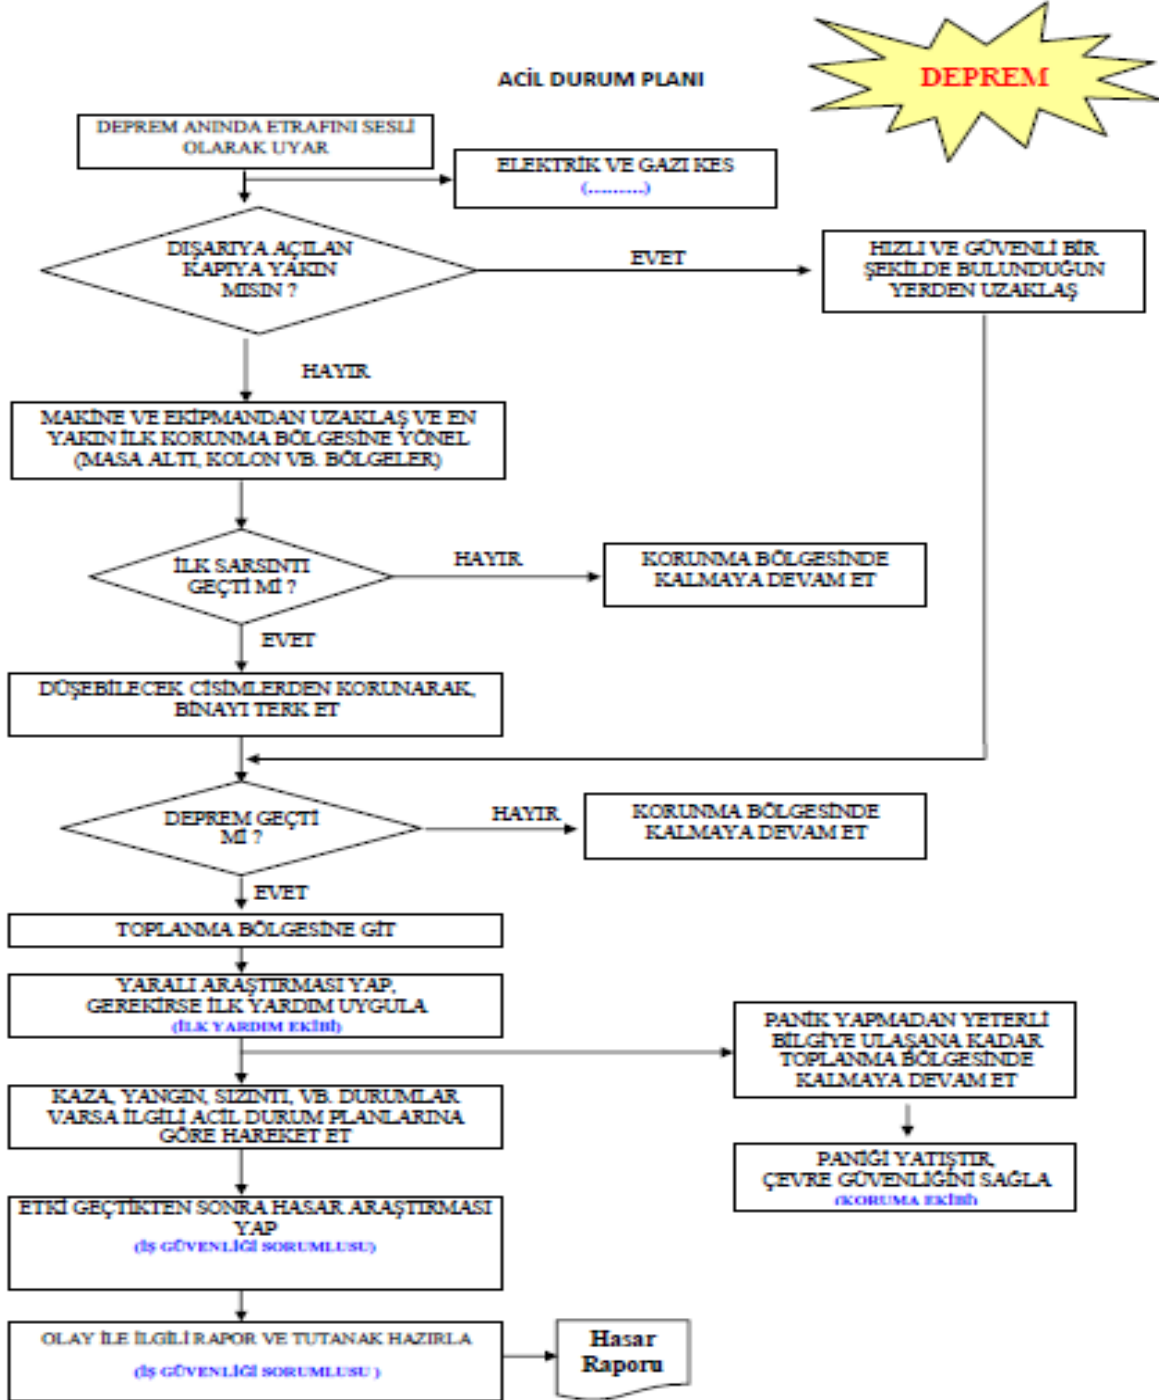 ACİL DURUM PLANI
DEPREM
DEPREM ANINDA ETRAFINI SESLİ
OLARAK UYAR
ELEKTRİK VE GAZI KES
(..........)
DIŞARIYA AÇILAN
KAPIYA YAKIN
MISIN ?
EVET
HIZLI VE GÜVENLİ BİR
ŞEKİLDE BULUNDUĞUN
YERDEN UZAKLAŞ
HAYIR
MAKİNE VE EKİPMANDAN UZAKLAŞ VE EN
YAKIN İLK KORUNMA BÖLGESİNE YÖNEL
(MASA ALTI, KOLON VB. BÖLGELER)
İLK SARSINTI
GEÇTİ Mİ ?
HAYIR
KORUNMA BÖLGESİNDE
KALMAYA DEVAM ET
EVET
DÜŞEBİLECEK CİSİMLERDEN KORUNARAK,
BİNAYI TERK ET
DEPREM GEÇTİ
Mİ ?
HAYIR
KORUNMA BÖLGESİNDE
KALMAYA DEVAM ET
EVET
TOPLANMA BÖLGESİNE GİT
YARALI ARAŞTIRMASI YAP,
GEREKİRSE İLK YARDIM UYGULA
(İLK YARDIM EKİBİ)
PANİK YAPMADAN YETERLİ
BİLGİYE ULAŞANA KADAR
TOPLANMA BÖLGESİNDE
KALMAYA DEVAM ET
KAZA, YANGIN, SIZINTI, VB. DURUMLAR
VARSA İLGİLİ ACİL DURUM PLANLARINA
GÖRE HAREKET ET
PANİĞİ YATIŞTIR,
ÇEVRE GÜVENLİĞİNİ SAĞLA
(KORUMA EKİBİ)
ETKİ GEÇTİKTEN SONRA HASAR ARAŞTIRMASI
YAP
(İŞ GÜVENLİĞİ SORUMLUSU)
OLAY İLE İLGİLİ RAPOR VE TUTANAK HAZIRLA
(İŞ GÜVENLİĞİ SORUMLUSU )
Hasar
Raporu